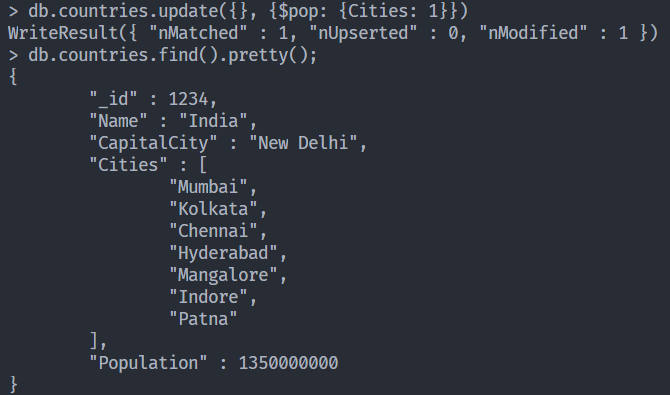 > db.countries.update({}, {$pop: {Cities: 1}})
WriteResult({ "nMatched" : 1, "nUpserted" : 0, "nModified" : 1 })
> db.countries.find().pretty();
{
        "_id" : 1234,
        "Name" : "India",
        "CapitalCity" : "New Delhi",
        "Cities" : [
                "Mumbai",
                "Kolkata",
                "Chennai",
                "Hyderabad",
                "Mangalore",
                "Indore",
                "Patna"
        ],
        "Population" : 1350000000
}